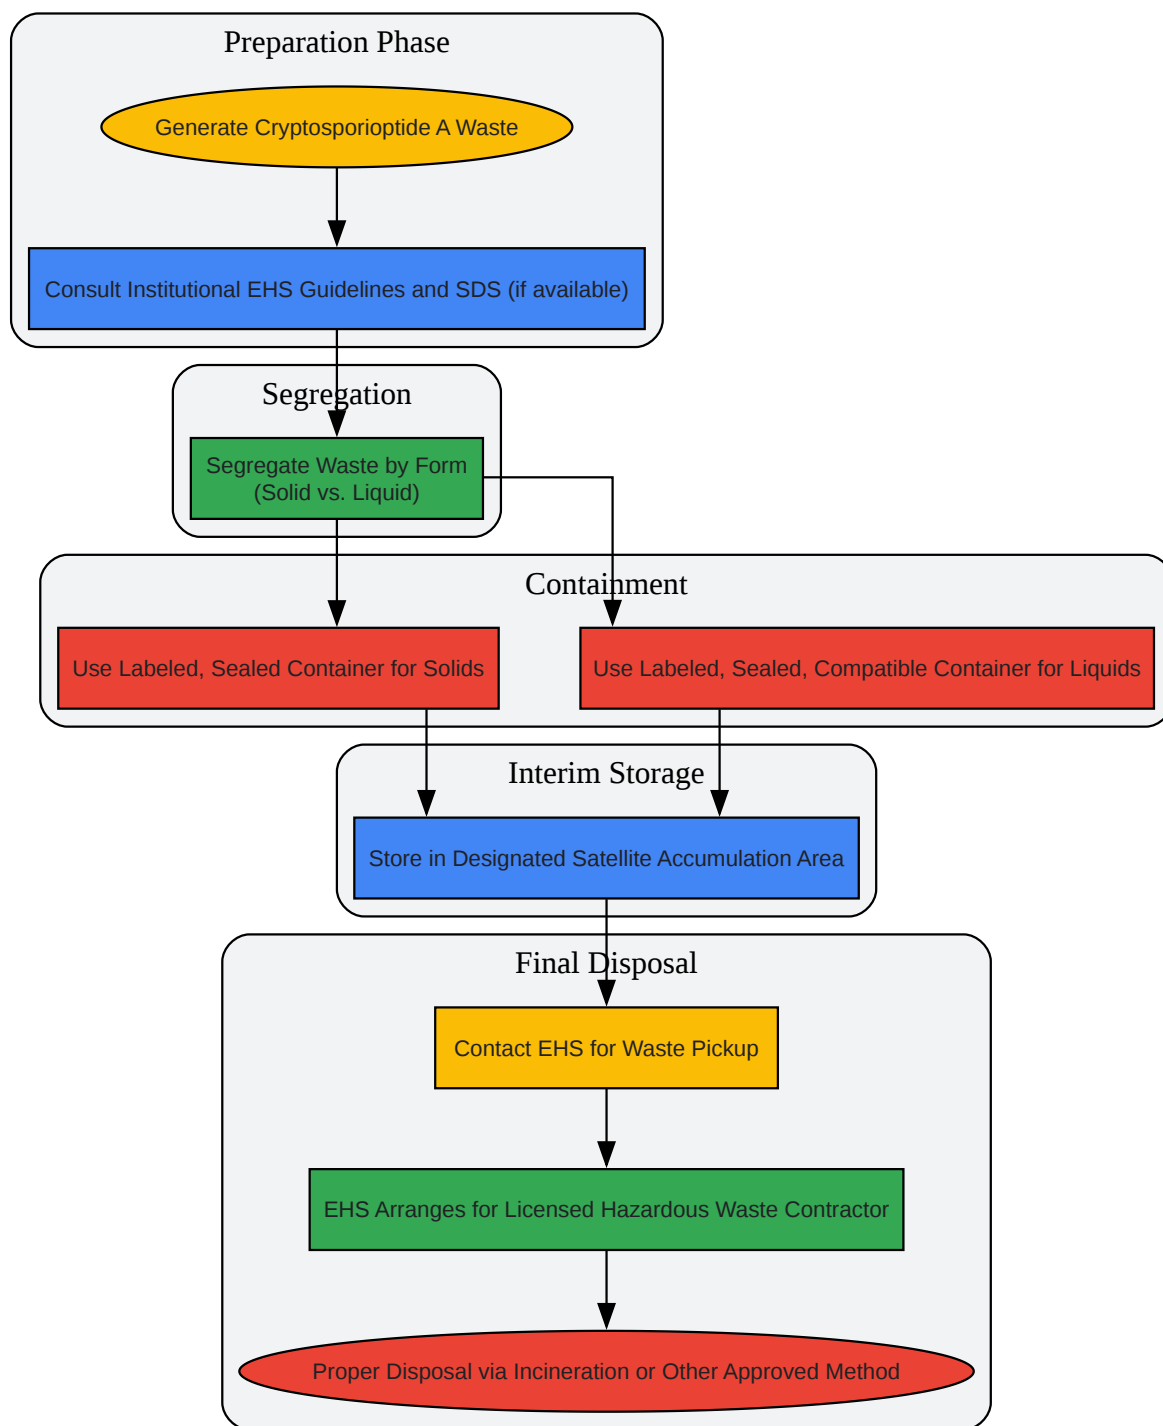 Preparation Phase
Generate Cryptosporioptide A Waste
Consult Institutional EHS Guidelines and SDS (if available)
Segregation
Segregate Waste by Form
(Solid vs. Liquid)
Containment
Use Labeled, Sealed Container for Solids
Use Labeled, Sealed, Compatible Container for Liquids
Interim Storage
Store in Designated Satellite Accumulation Area
Final Disposal
Contact EHS for Waste Pickup
EHS Arranges for Licensed Hazardous Waste Contractor
Proper Disposal via Incineration or Other Approved Method